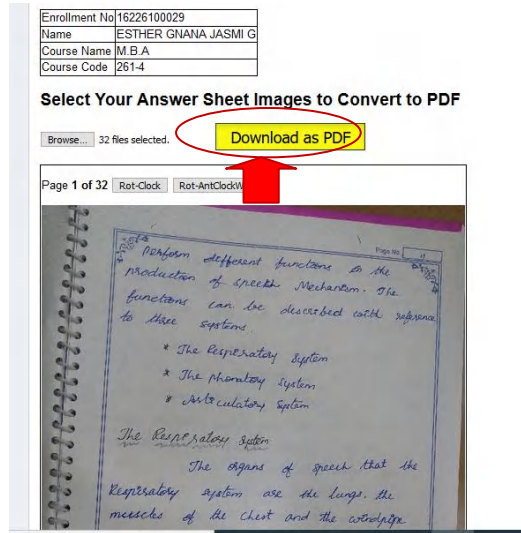 Enrollment No 16226100029
Name ESTHER GNANA JASMI G
Course Name M.B.A
Course Code 261-4
Select Your Answer Sheet Images to Convert to PDF
Browse... 32 files selected. Download as PDF
Page 1 of 32 Rot-Clock Rot-AntClockW
Page No
perform different functions in the
production of speech Mechanism. The
functions can be described with reference
to three systems.
* The Respiratory System
* The phonatory System
* Articulatory System
The Respiratory System
The organs of speech that the
Respiratory system are the lungs, the
muscles of the chest and the windpipe